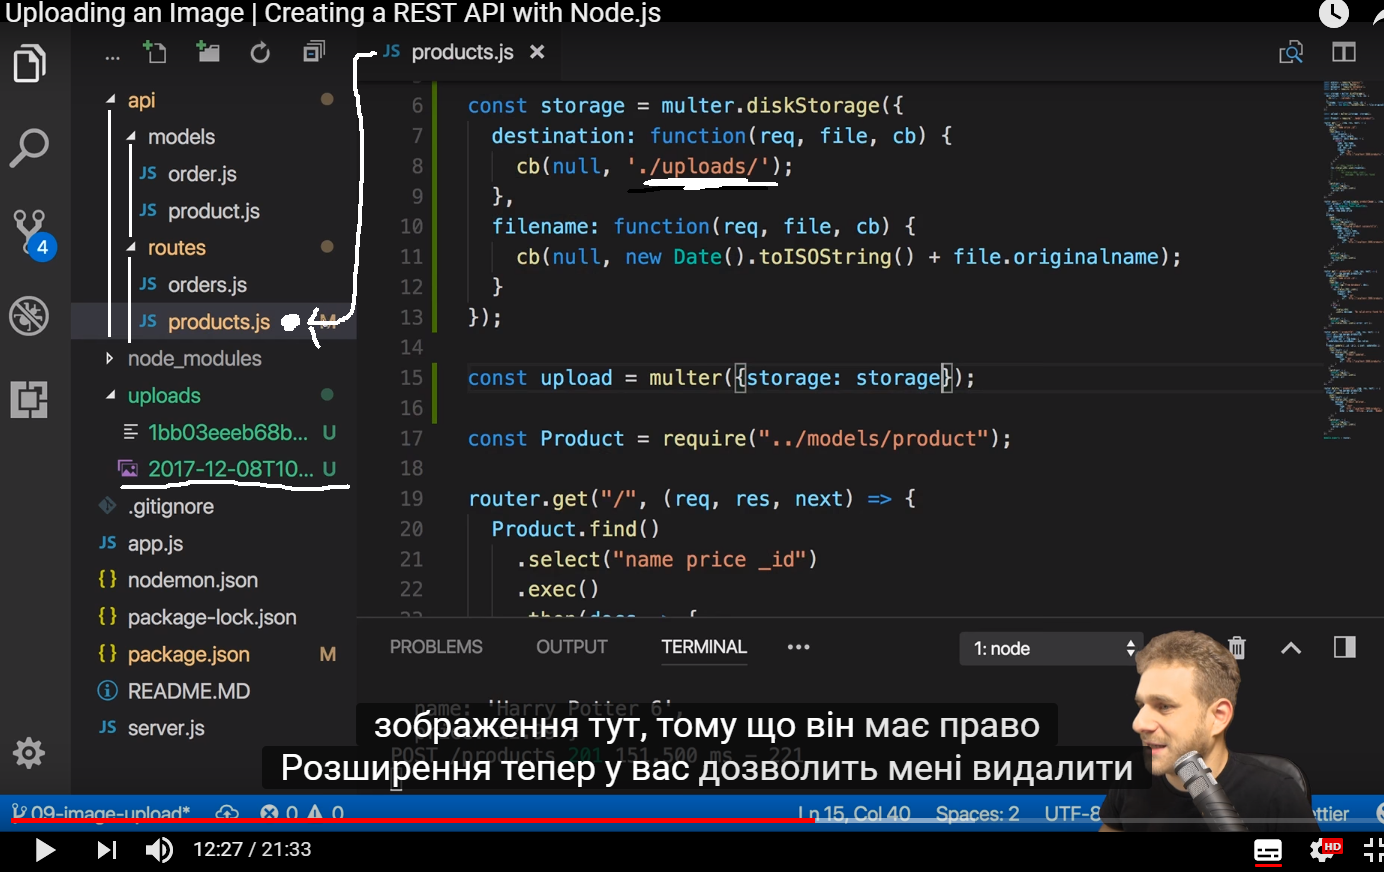 Uploading an Image | Creating a REST API with Node.js
... JS products.js ×
api
models
JS order.js
JS product.js
routes
JS orders.js
JS products.js M
node_modules
uploads
1bb03eeeb68b... U
2017-12-08T10... U
.gitignore
JS app.js
{} nodemon.json
{} package-lock.json
{} package.json M
README.MD
JS server.js
4
6 const storage = multer.diskStorage({
7 destination: function(req, file, cb) {
8 cb(null, './uploads/');
9 },
10 filename: function(req, file, cb) {
11 cb(null, new Date().toISOString() + file.originalname);
12 }
13 });
14
15 const upload = multer({storage: storage});
16
17 const Product = require("../models/product");
18
19 router.get("/", (req, res, next) => {
20 Product.find()
21 .select("name price _id")
22 .exec()
PROBLEMS OUTPUT TERMINAL ••• 1: node
name: 'Harry Potter 6',
зображення тут, тому що він має право
POST /products 201 151.500 ms - 221
Розширення тепер у вас дозволить мені видалити
09-image-upload* 0 0 Ln 15, Col 40 Spaces: 2 UTF-8
12:27 / 21:33 HD